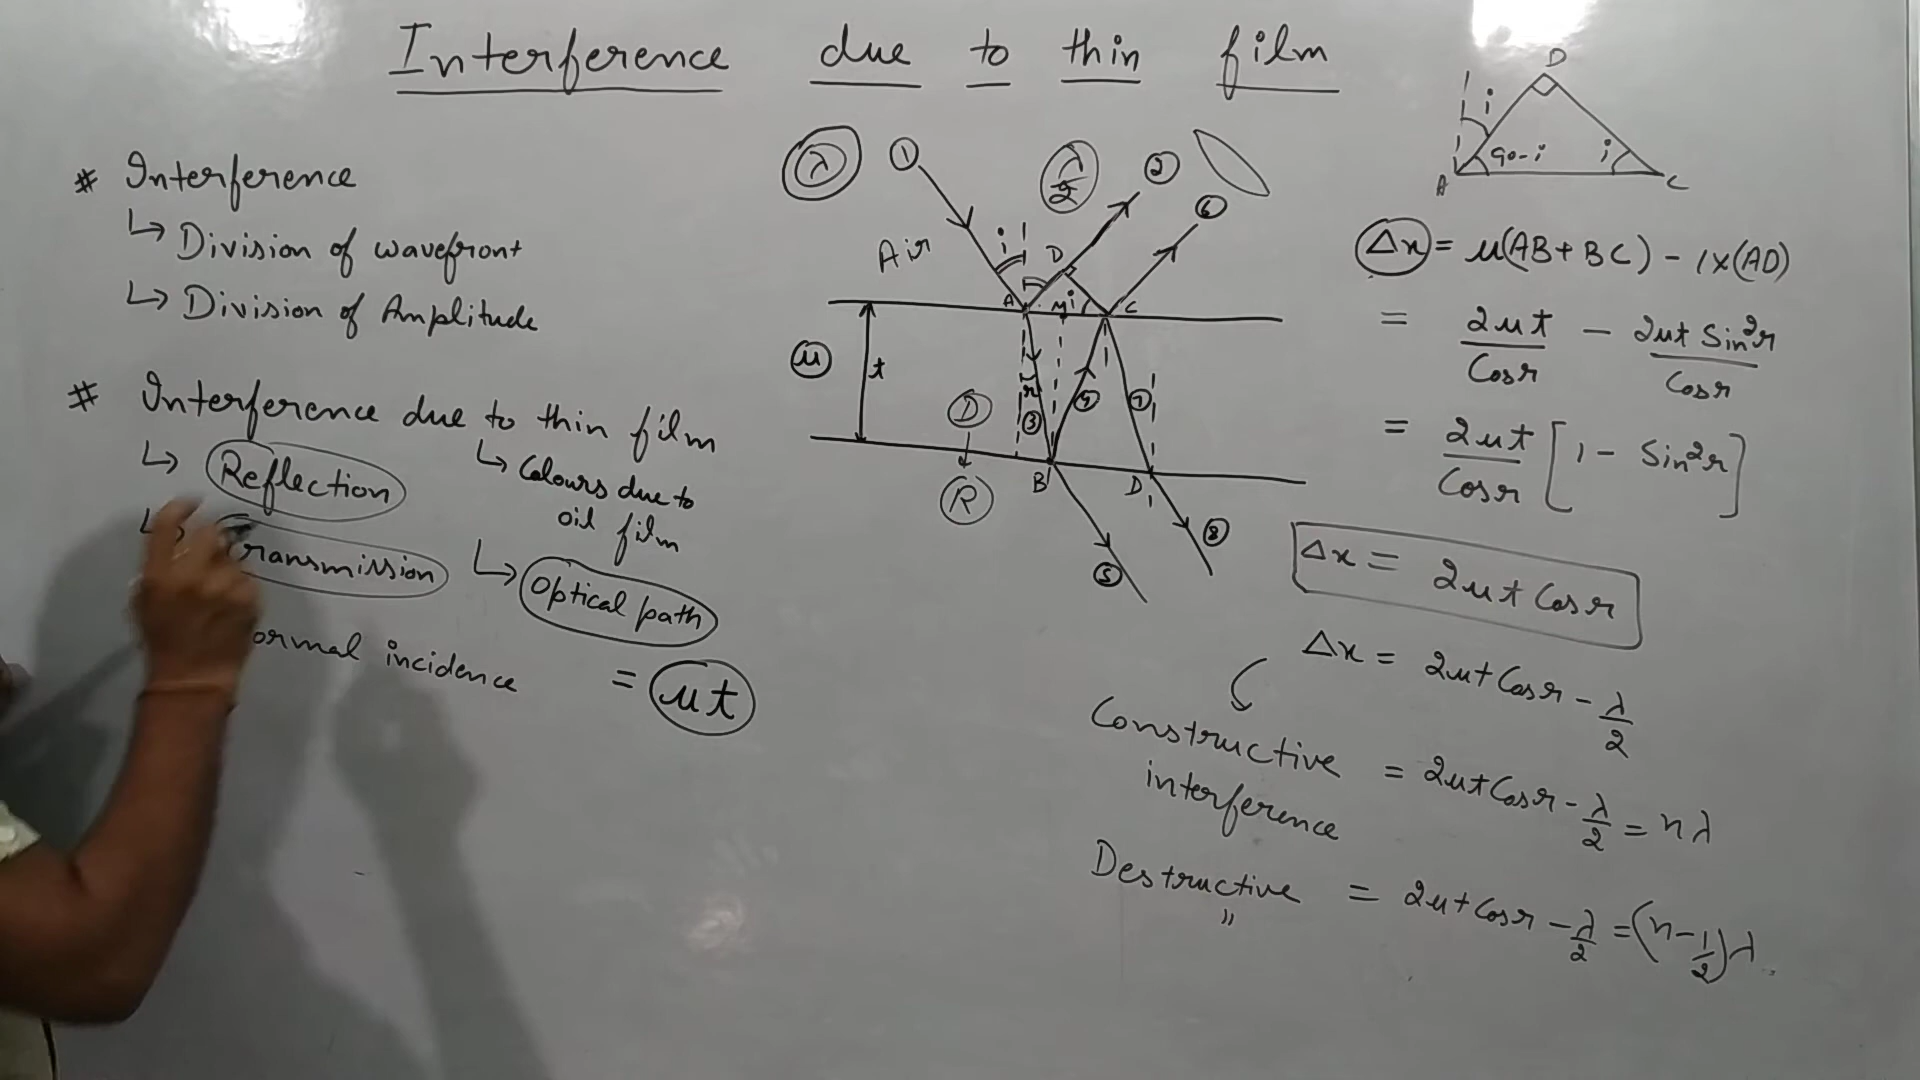 Interference due to thin film
# Interference
↳ Division of wavefront
↳ Division of Amplitude
# Interference due to thin film
↳ Reflection
↳ Transmission
↳ Colours due to
oil film
↳ Optical path
= μt
ormal incidence
λ
1
λ/2
2
6
Air
i
D
A
M
i
C
μ
t
r
3
4
7
D
R
B
D
5
8
D
i
90-i
i
A
C
Δx = μ(AB+BC) - 1×(AD)
= 2μt/Cosr - 2μt Sin²r/Cosr
= 2μt/Cosr [1 - Sin²r]
Δx = 2μt Cosr
Δx = 2μt Cosr - λ/2
Constructive interference = 2μt Cosr - λ/2 = nλ
Destructive = 2μt Cosr - λ/2 = (n - 1/2)λ
"